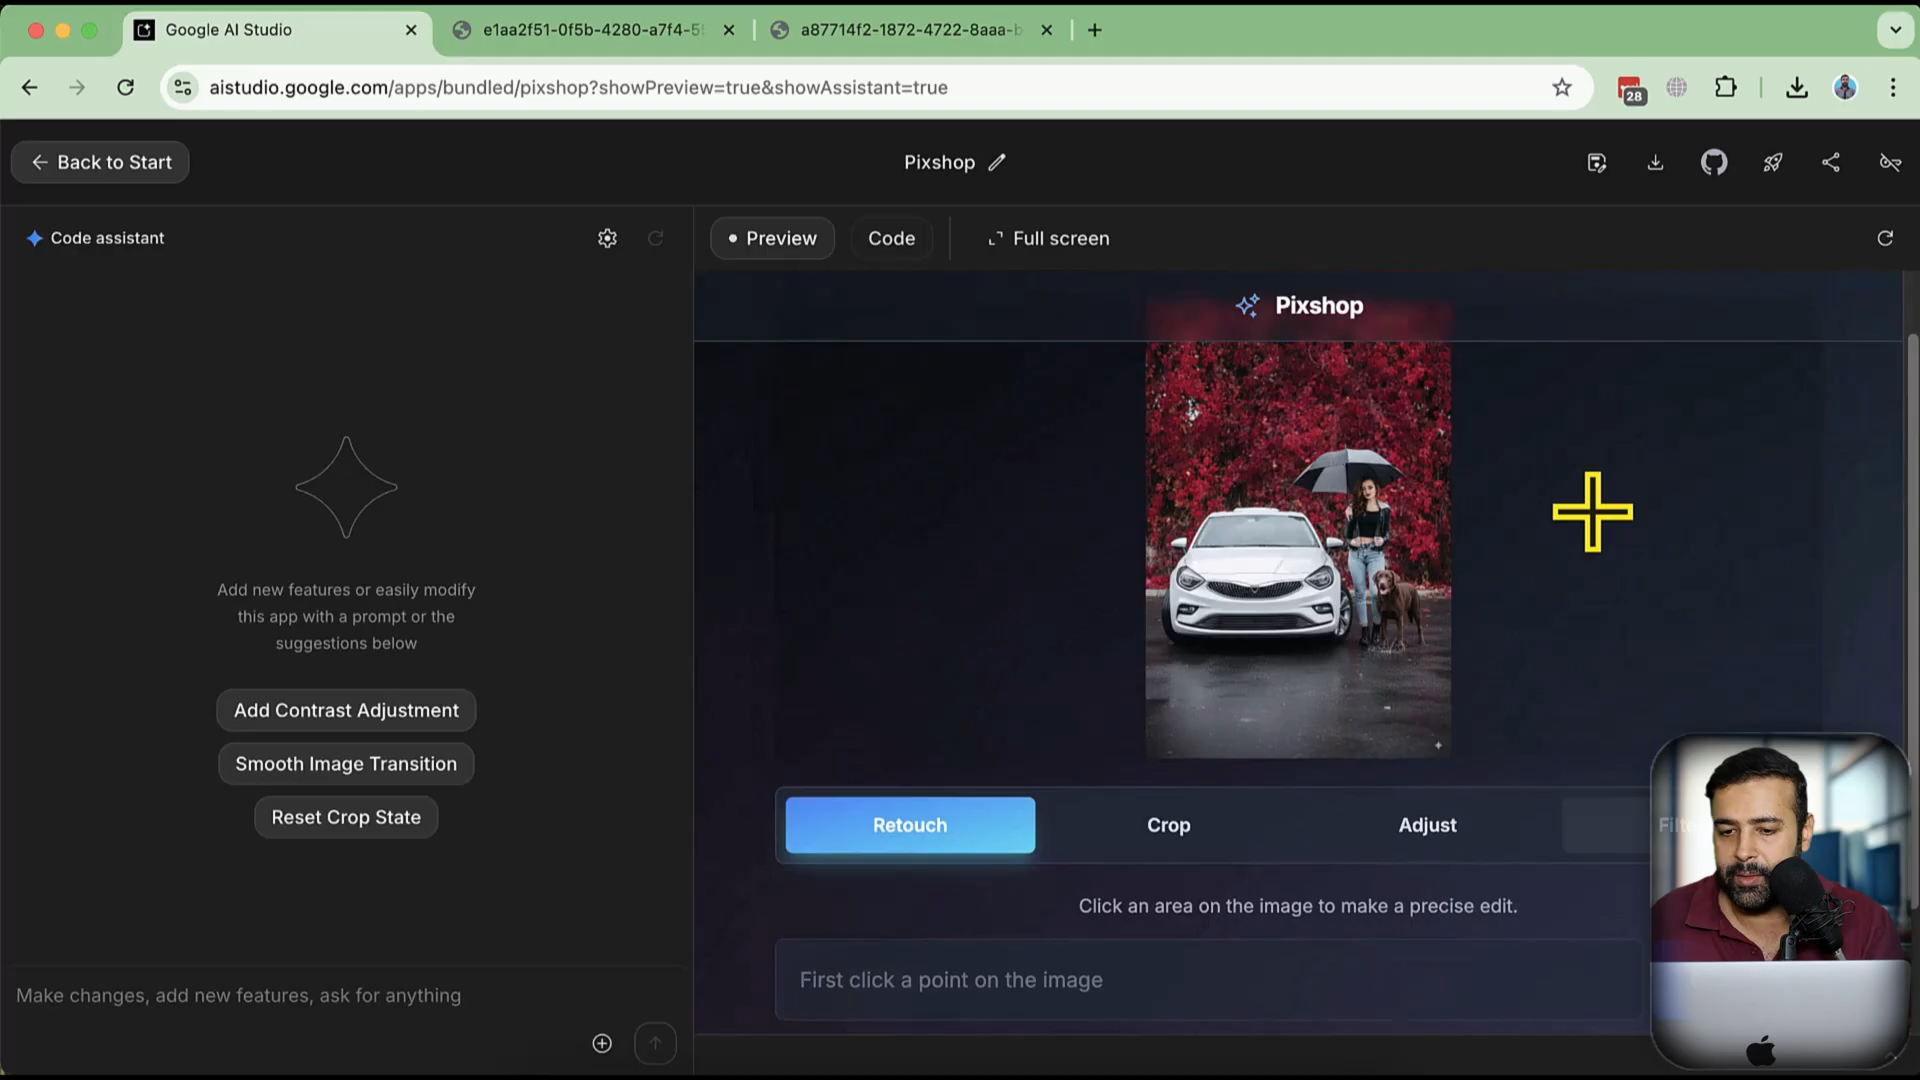 Google AI Studio
e1aa2f51-0f5b-4280-a7f4-5
a87714f2-1872-4722-8aaa-b
aistudio.google.com/apps/bundled/pixshop?showPreview=true&showAssistant=true
28
Back to Start
Pixshop
Code assistant
Preview
Code
Full screen
Pixshop
Add new features or easily modify
this app with a prompt or the
suggestions below
Add Contrast Adjustment
Smooth Image Transition
Reset Crop State
Retouch
Crop
Adjust
Click an area on the image to make a precise edit.
First click a point on the image
Make changes, add new features, ask for anything